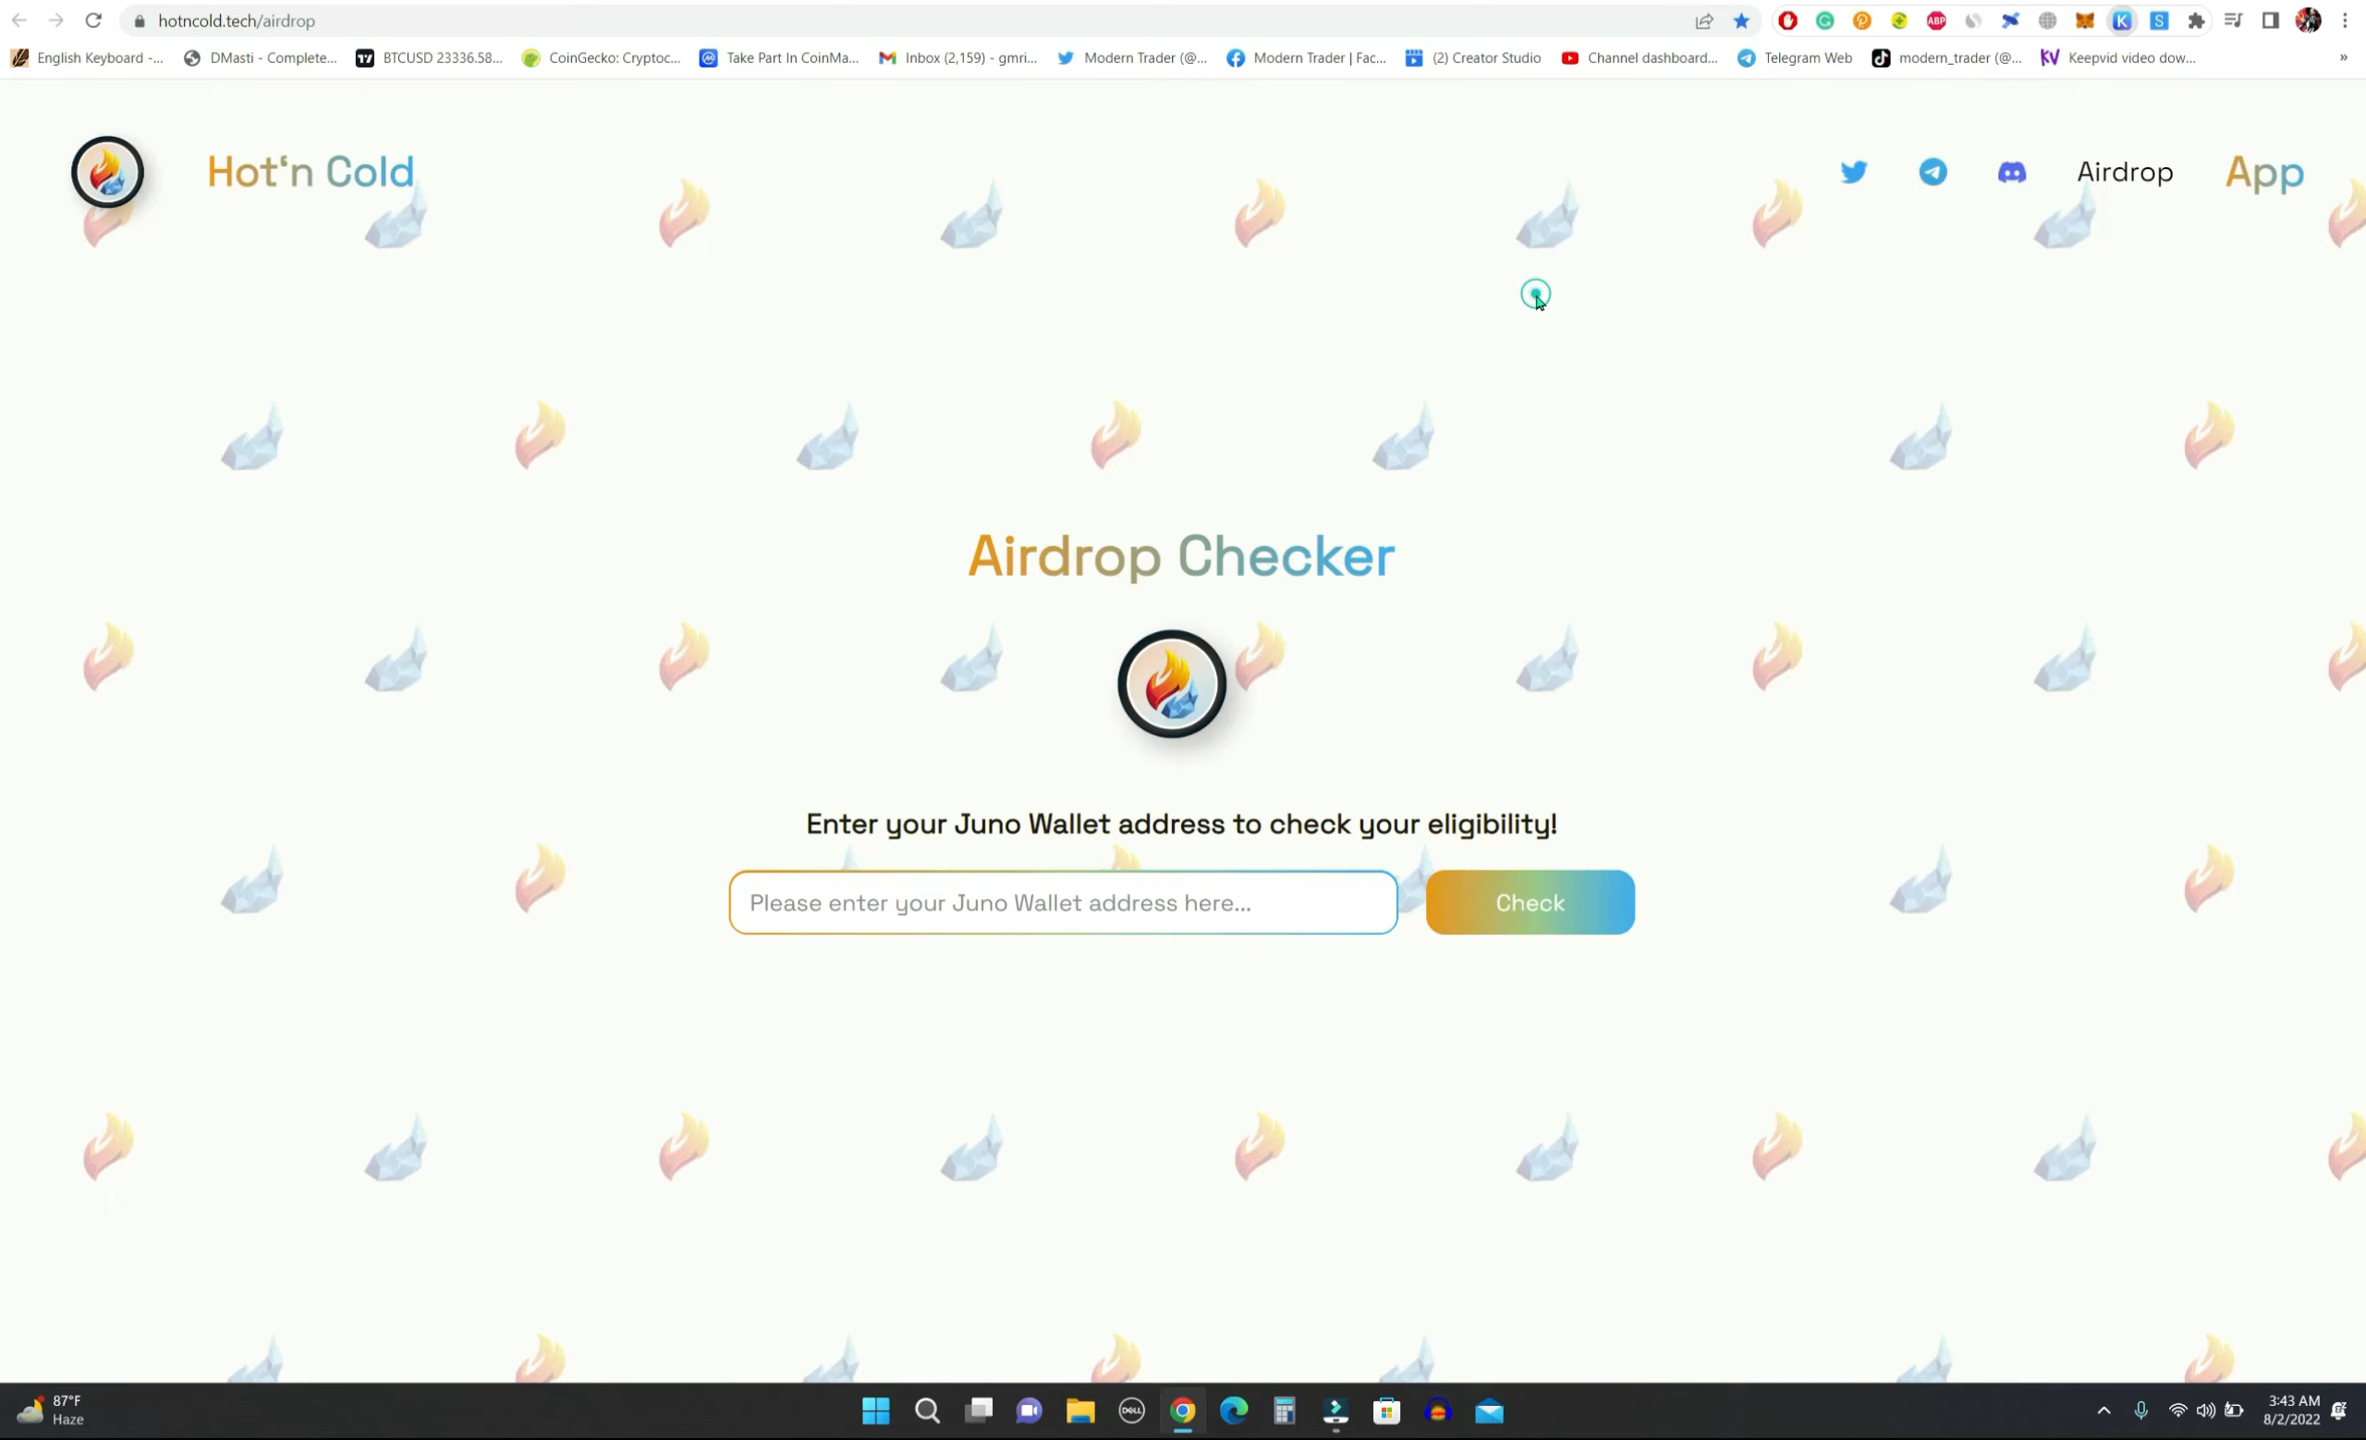 hotncold.tech/airdrop
ABP
K
S
English Keyboard -...
DMasti - Complete...
BTCUSD 23336.58...
CoinGecko: Cryptoc...
Take Part In CoinMa...
Inbox (2,159) - gmri...
Modern Trader (@...
Modern Trader | Fac...
(2) Creator Studio
Channel dashboard...
Telegram Web
modern_trader (@...
KV Keepvid video dow...
»
Hot‘n Cold
Airdrop
App
Airdrop Checker
Enter your Juno Wallet address to check your eligibility!
Please enter your Juno Wallet address here...
Check
87°F
Haze
DELL
3:43 AM
8/2/2022